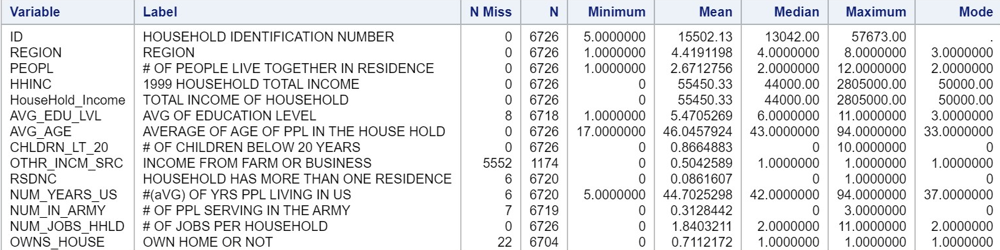 Variable Label N Miss N Minimum Mean Median Maximum Mode
ID HOUSEHOLD IDENTIFICATION NUMBER 0 6726 5.0000000 15502.13 13042.00 57673.00 .
REGION REGION 0 6726 1.0000000 4.4191198 4.0000000 8.0000000 3.0000000
PEOPL # OF PEOPLE LIVE TOGETHER IN RESIDENCE 0 6726 1.0000000 2.6712756 2.0000000 12.0000000 2.0000000
HHINC 1999 HOUSEHOLD TOTAL INCOME 0 6726 0 55450.33 44000.00 2805000.00 50000.00
HouseHold_Income TOTAL INCOME OF HOUSEHOLD 0 6726 0 55450.33 44000.00 2805000.00 50000.00
AVG_EDU_LVL AVG OF EDUCATION LEVEL 8 6718 1.0000000 5.4705269 6.0000000 11.0000000 3.0000000
AVG_AGE AVERAGE OF AGE OF PPL IN THE HOUSE HOLD 0 6726 17.0000000 46.0457924 43.0000000 94.0000000 33.0000000
CHLDRN_LT_20 # OF CHILDREN BELOW 20 YEARS 0 6726 0 0.8664883 0 10.0000000 0
OTHR_INCM_SRC INCOME FROM FARM OR BUSINESS 5552 1174 0 0.5042589 1.0000000 1.0000000 1.0000000
RSDNC HOUSEHOLD HAS MORE THAN ONE RESIDENCE 6 6720 0 0.0861607 0 1.0000000 0
NUM_YEARS_US #(aVG) OF YRS PPL LIVING IN US 6 6720 5.0000000 44.7025298 42.0000000 94.0000000 37.0000000
NUM_IN_ARMY # OF PPL SERVING IN THE ARMY 7 6719 0 0.3128442 0 3.0000000 0
NUM_JOBS_HHLD # OF JOBS PER HOUSEHOLD 0 6726 0 1.8403211 2.0000000 11.0000000 2.0000000
OWNS_HOUSE OWN HOME OR NOT 22 6704 0 0.7112172 1.0000000 1.0000000 1.0000000